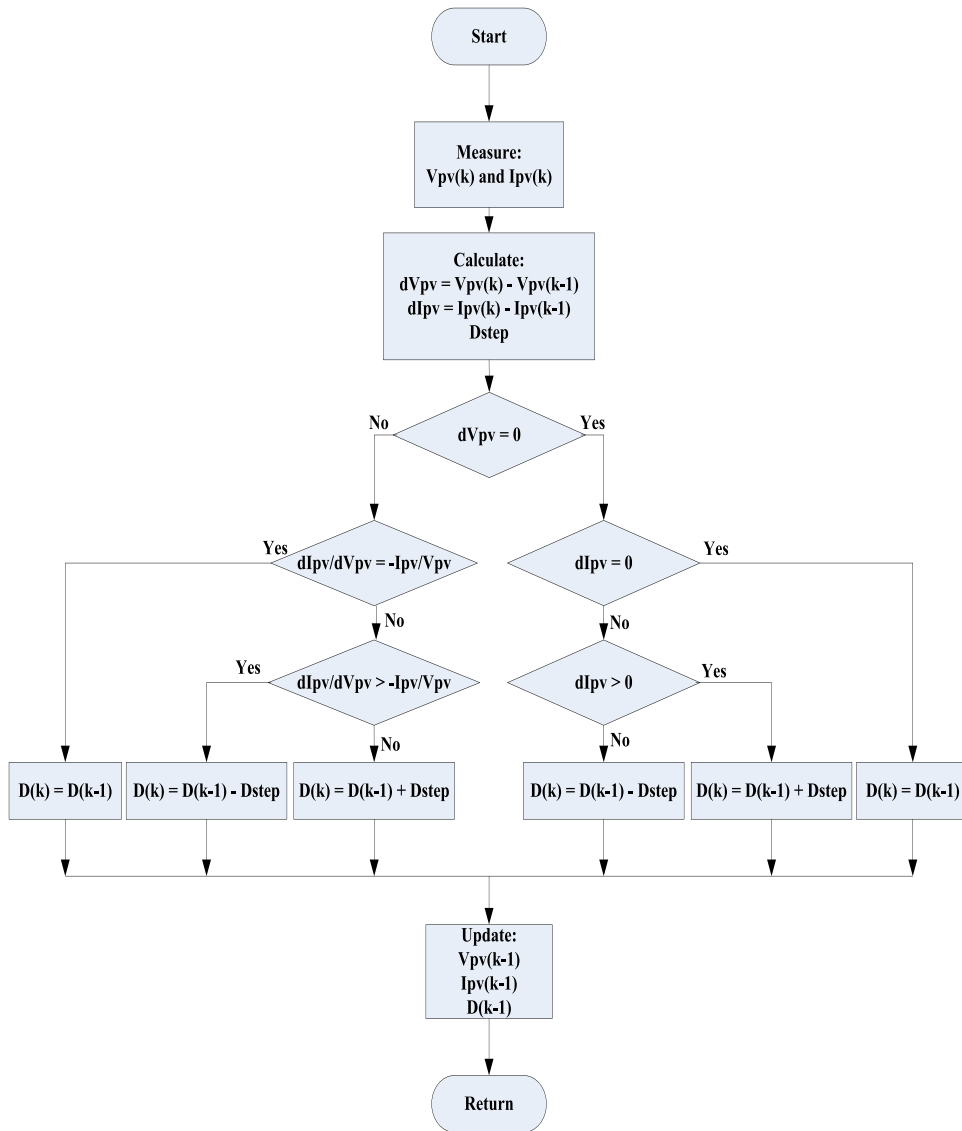 Start
Measure:
Vpv(k) and Ipv(k)
Calculate:
dVpv = Vpv(k) - Vpv(k-1)
dIpv = Ipv(k) - Ipv(k-1)
Dstep
No
dVpv = 0
Yes
Yes
dIpv/dVpv = -Ipv/Vpv
dIpv = 0
Yes
No
No
Yes
dIpv/dVpv > -Ipv/Vpv
dIpv > 0
Yes
No
No
D(k) = D(k-1)
D(k) = D(k-1) - Dstep
D(k) = D(k-1) + Dstep
D(k) = D(k-1) - Dstep
D(k) = D(k-1) + Dstep
D(k) = D(k-1)
Update:
Vpv(k-1)
Ipv(k-1)
D(k-1)
Return